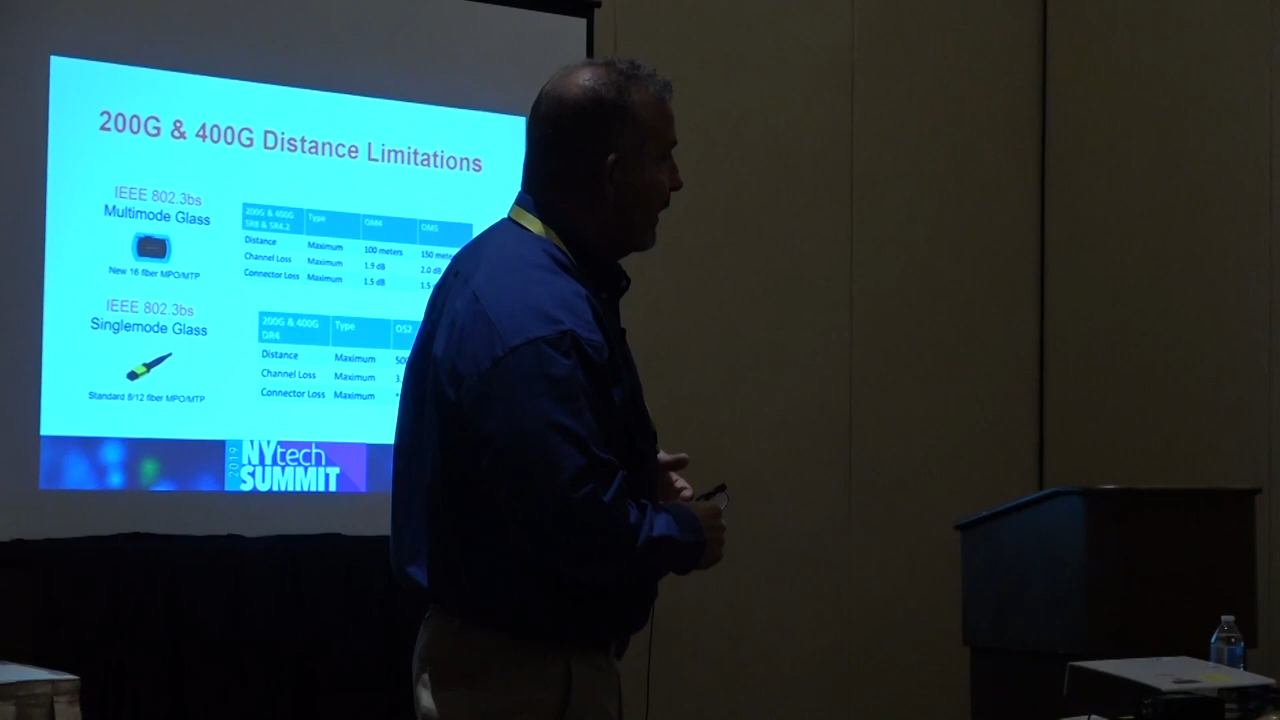 200G & 400G Distance Limitations
IEEE 802.3bs
Multimode Glass
New 16 fiber MPO/MTP
200G & 400G Type OM4 OM5
SR8 & SR4.2
Distance Maximum 100 meters 150
Channel Loss Maximum 1.9 dB 2.0 dB
Connector Loss Maximum 1.5 dB 1.5
IEEE 802.3bs
Singlemode Glass
Standard 8/12 fiber MPO/MTP
200G & 400G Type OS2
DR4
Distance Maximum
Channel Loss Maximum
Connector Loss Maximum
2019
NYtech
SUMMIT